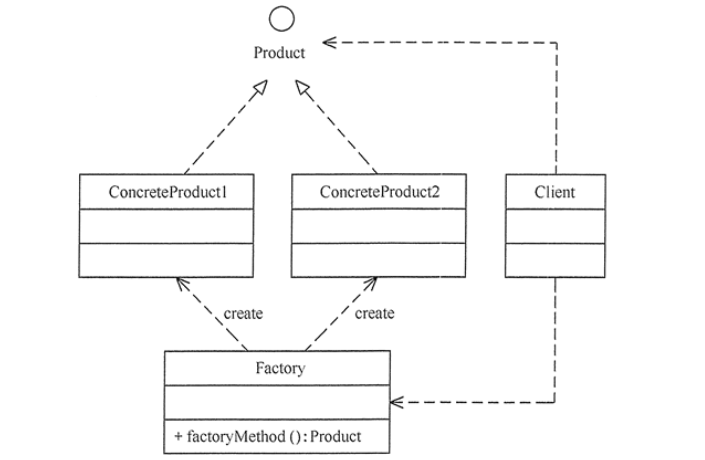 Product
ConcreteProduct1
ConcreteProduct2
Client
create
create
Factory
+ factoryMethod (): Product